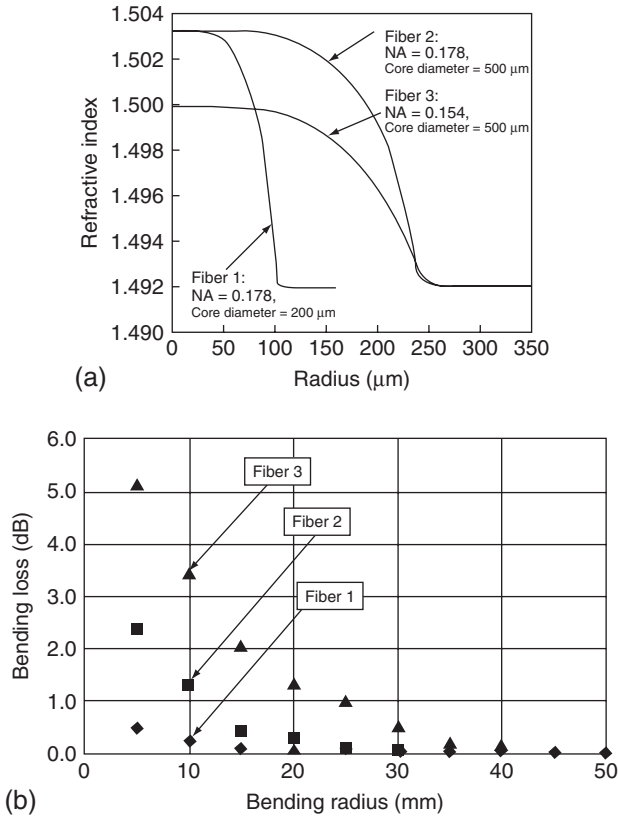 1.504
1.502
1.500
1.498
1.496
1.494
1.492
1.490
Refractive index
Fiber 2:
NA = 0.178,
Core diameter = 500 μm
Fiber 3:
NA = 0.154,
Core diameter = 500 μm
Fiber 1:
NA = 0.178,
Core diameter = 200 μm
0 50 100 150 200 250 300 350
Radius (μm)
(a)
6.0
5.0
4.0
3.0
2.0
1.0
0.0
Bending loss (dB)
Fiber 3
Fiber 2
Fiber 1
0 10 20 30 40 50
Bending radius (mm)
(b)